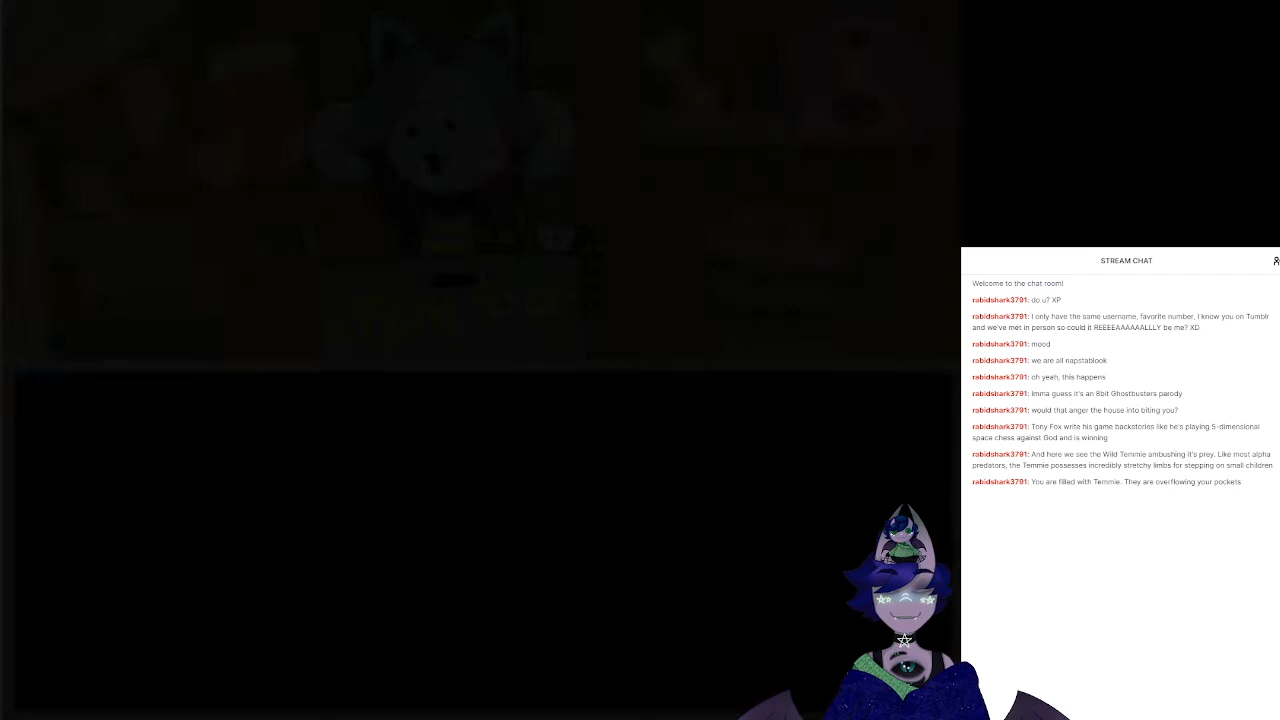 STREAM CHAT
Welcome to the chat room!
rabidshark3791: do u? XP
rabidshark3791: I only have the same username, favorite number, I know you on Tumblr
and we've met in person so could it REEEEAAAAAALLLY be me? XD
rabidshark3791: mood
rabidshark3791: we are all napstablook
rabidshark3791: oh yeah, this happens
rabidshark3791: Imma guess it's an 8bit Ghostbusters parody
rabidshark3791: would that anger the house into biting you?
rabidshark3791: Tony Fox write his game backstories like he's playing 5-dimensional
space chess against God and is winning
rabidshark3791: And here we see the Wild Temmie ambushing it's prey. Like most alpha
predators, the Temmie possesses incredibly stretchy limbs for stepping on small children
rabidshark3791: You are filled with Temmie. They are overflowing your pockets